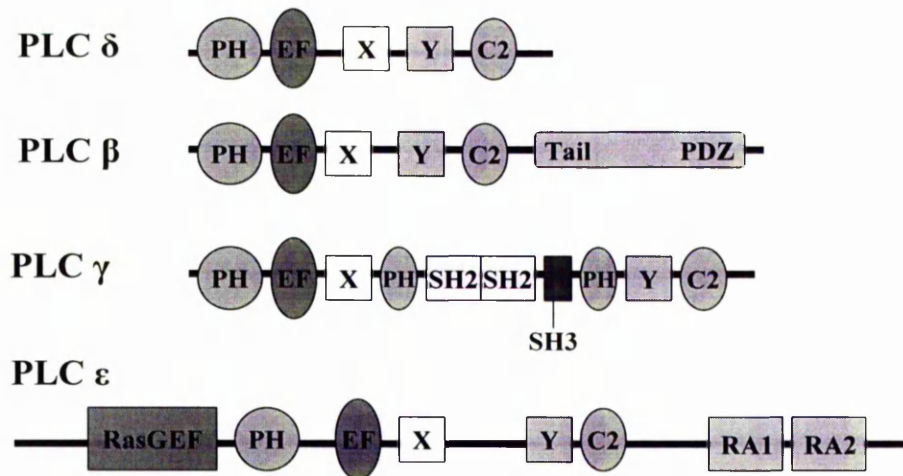 PLC δ PH EF X Y C2
PLC β PH EF X Y C2 Tail PDZ
PLC γ PH EF X PH SH2 SH2 PH Y C2
SH3
PLC ε
RasGEF PH EF X Y C2 RA1 RA2